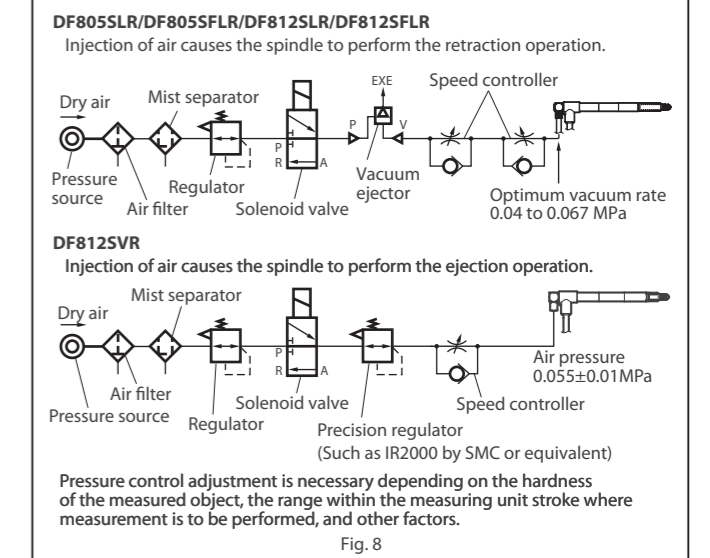 DF805SLR/DF805SFLR/DF812SLR/DF812SFLR
Injection of air causes the spindle to perform the retraction operation.
Dry air
Mist separator
EXE
Speed controller
P
V
P
R
A
Pressure
source
Air filter
Regulator
Solenoid valve
Vacuum
ejector
Optimum vacuum rate
0.04 to 0.067 MPa
DF812SVR
Injection of air causes the spindle to perform the ejection operation.
Dry air
Mist separator
P
R
A
Air pressure
0.055±0.01MPa
Air filter
Pressure source
Regulator
Solenoid valve
Speed controller
Precision regulator
(Such as IR2000 by SMC or equivalent)
Pressure control adjustment is necessary depending on the hardness
of the measured object, the range within the measuring unit stroke where
measurement is to be performed, and other factors.
Fig. 8